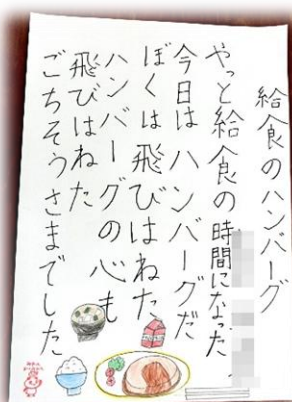 給食のハンバーグ
やっと給食の時間になった
今日はハンバーグだ
ぼくは飛びはねた
ハンバーグの心も
飛びはねた
ごちそうさまでした